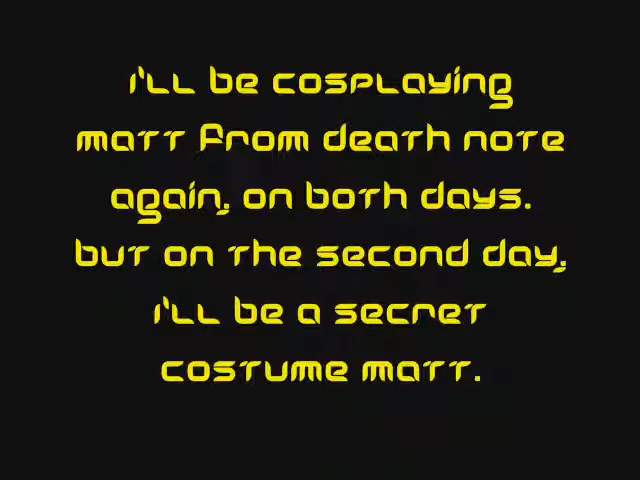 I'll be cosplaying
matt from death note
again, on both days.
but on the second day,
I'll be a secret
costume matt.